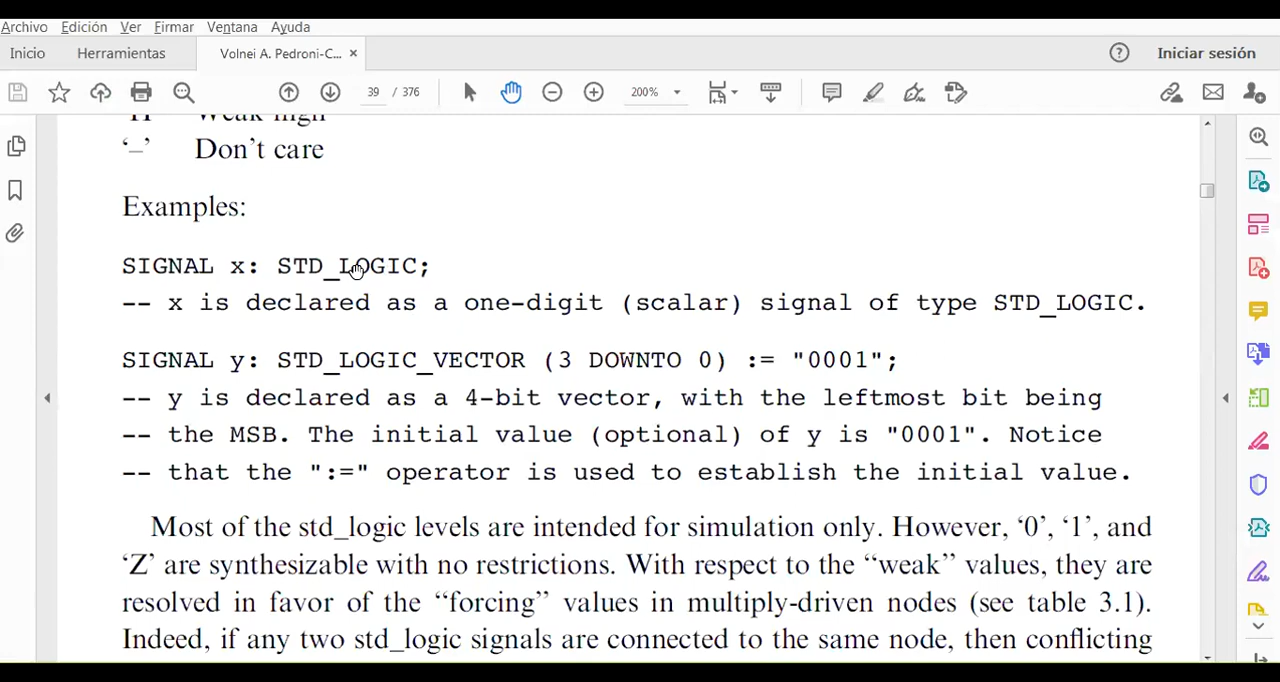 Archivo Edición Ver Firmar Ventana Ayuda
Inicio Herramientas Volnei A. Pedroni-C... × ? Iniciar sesión
39 / 376 200%
'H' Weak high
'–' Don't care
Examples:
SIGNAL x: STD_LOGIC;
-- x is declared as a one-digit (scalar) signal of type STD_LOGIC.
SIGNAL y: STD_LOGIC_VECTOR (3 DOWNTO 0) := "0001";
-- y is declared as a 4-bit vector, with the leftmost bit being
-- the MSB. The initial value (optional) of y is "0001". Notice
-- that the ":=" operator is used to establish the initial value.
Most of the std_logic levels are intended for simulation only. However, ‘0’, ‘1’, and
‘Z’ are synthesizable with no restrictions. With respect to the “weak” values, they are
resolved in favor of the “forcing” values in multiply-driven nodes (see table 3.1).
Indeed, if any two std_logic signals are connected to the same node, then conflicting